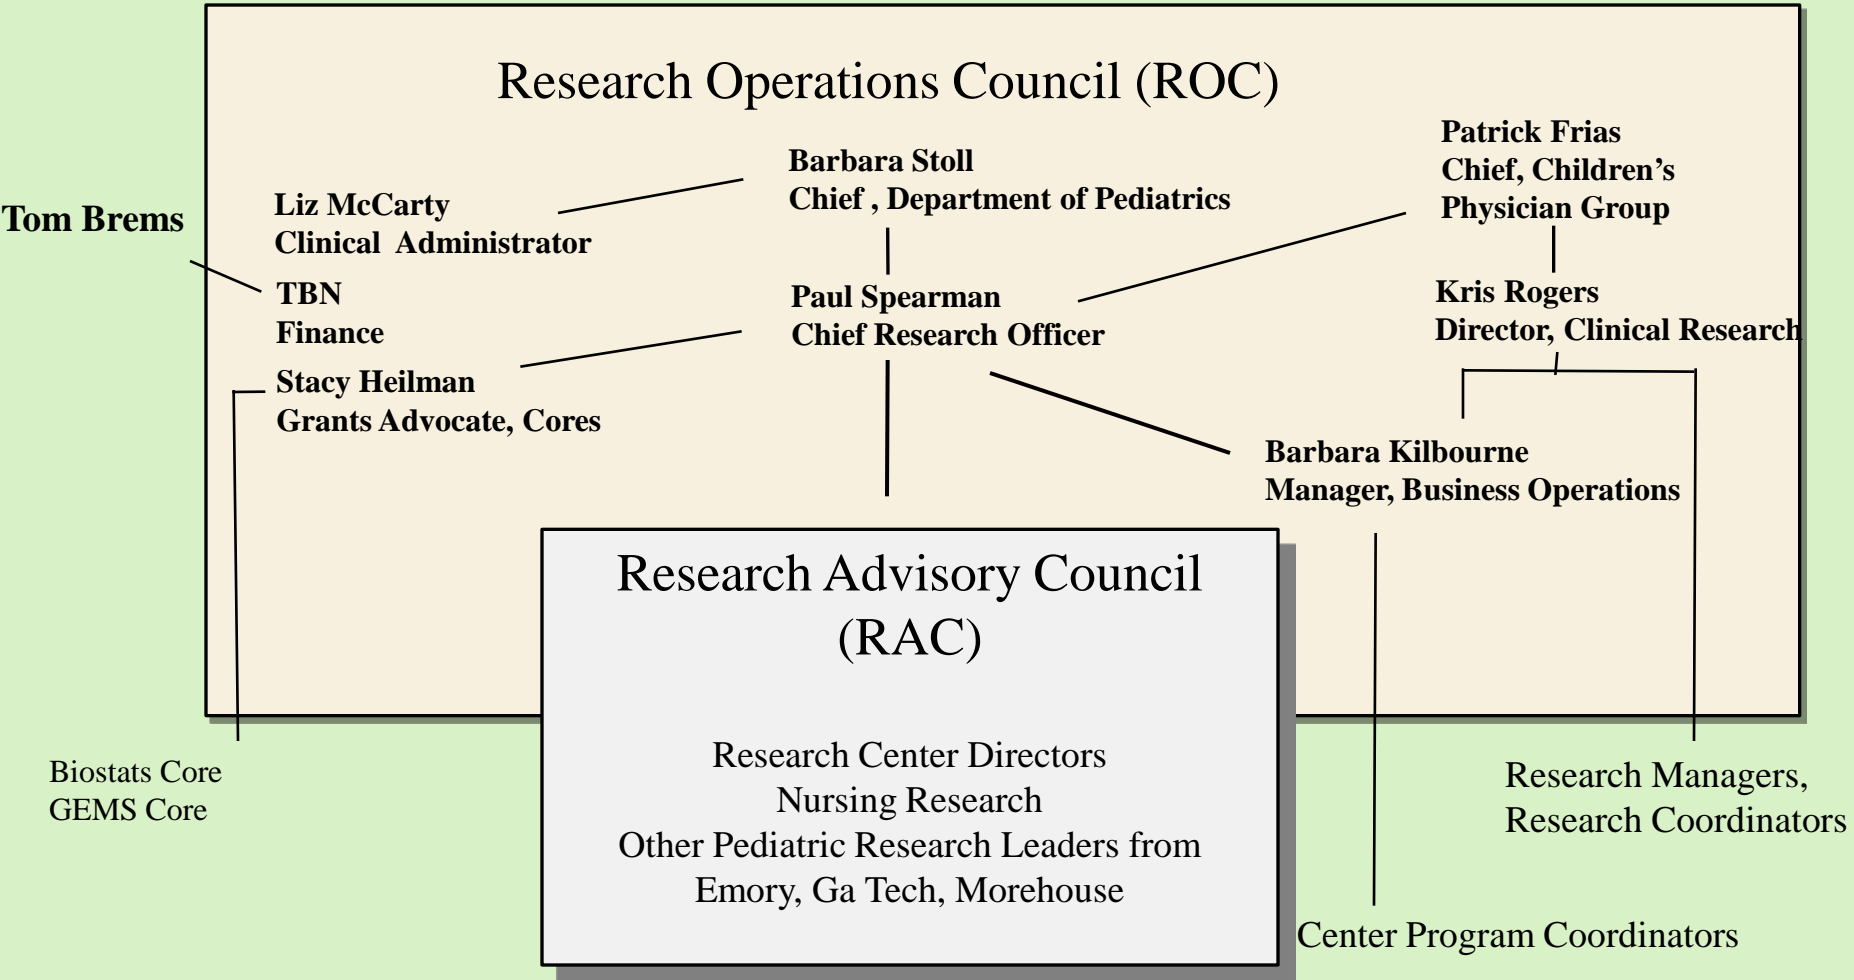 Research Operations Council (ROC)
Patrick Frias
Chief, Children’s
Physician Group
Barbara Stoll
Chief , Department of Pediatrics
Liz McCarty
Clinical  Administrator
Tom Brems
TBN
Finance
Paul Spearman
Chief Research Officer
Kris Rogers
Director, Clinical Research
Stacy Heilman
Grants Advocate, Cores
Barbara Kilbourne
Manager, Business Operations
Research Advisory Council
(RAC)
Research Center Directors
Nursing Research
Other Pediatric Research Leaders from
Emory, Ga Tech, Morehouse
Biostats Core
GEMS Core
Research Managers,
Research Coordinators
Center Program Coordinators